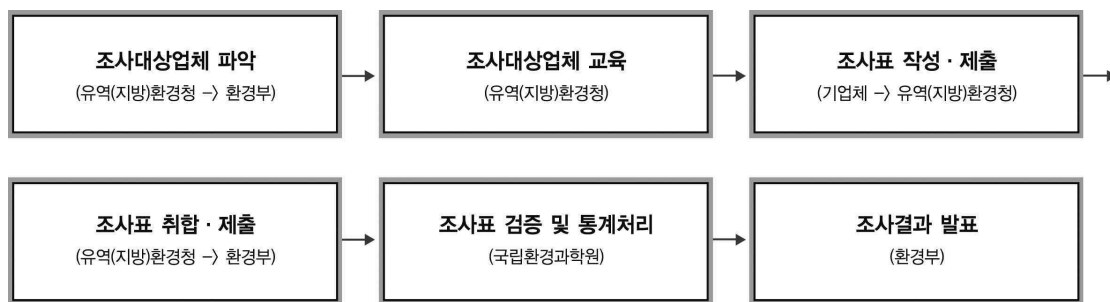 조사대상업체 파악
(유역(지방)환경청 -> 환경부)
조사대상업체 교육
(유역(지방)환경청)
조사표 작성 · 제출
(기업체 -> 유역(지방)환경청)
조사표 취합 · 제출
(유역(지방)환경청 -> 환경부)
조사표 검증 및 통계처리
(국립환경과학원)
조사결과 발표
(환경부)